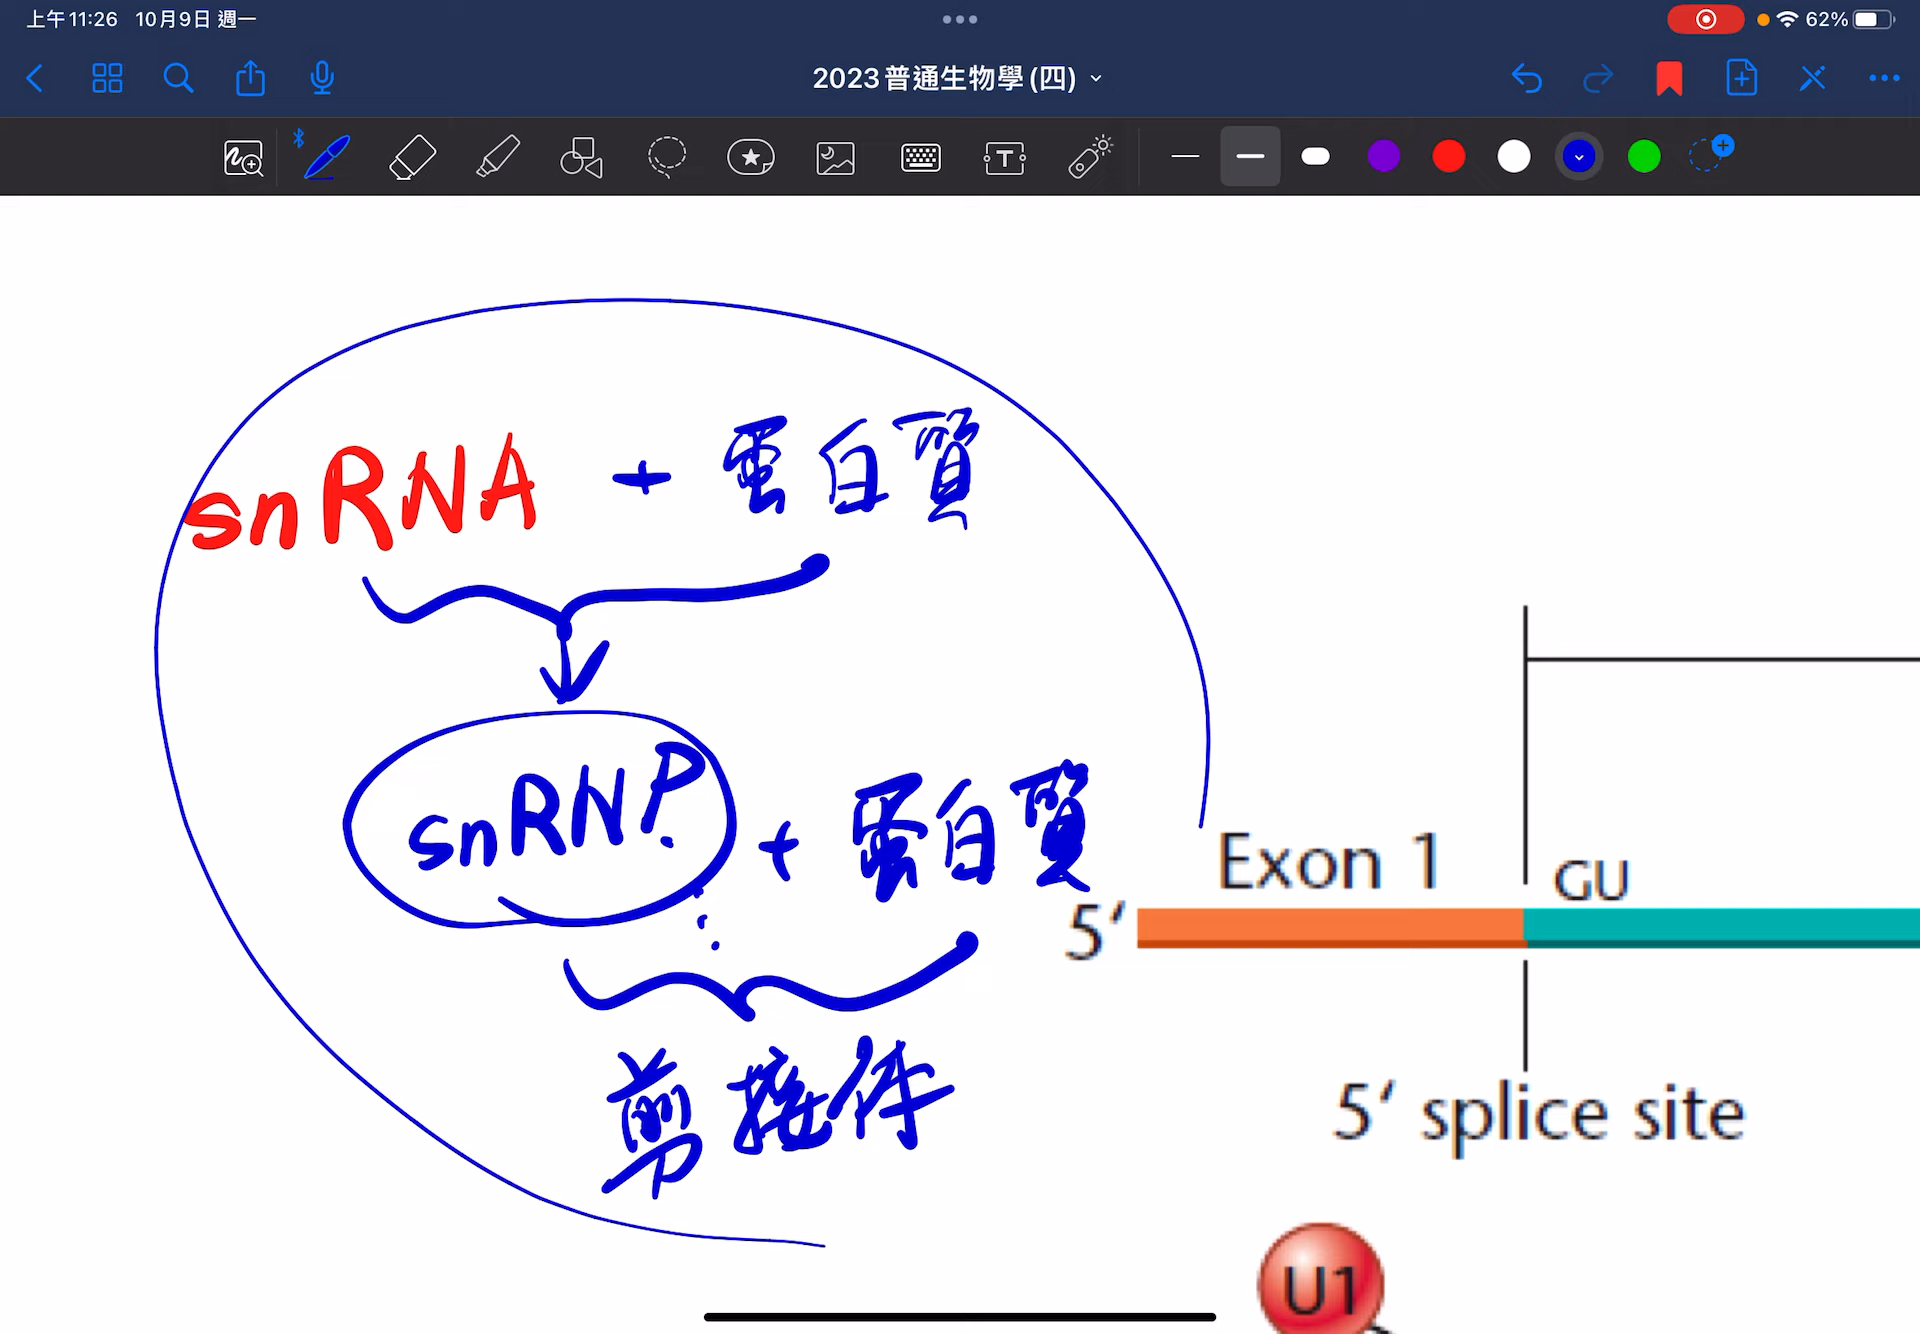 上午11:26 10月9日 週一
62%
2023普通生物學(四)
snRNA + 蛋白質
snRNP + 蛋白質
剪接体
Exon 1
GU
5′
5′ splice site
U1